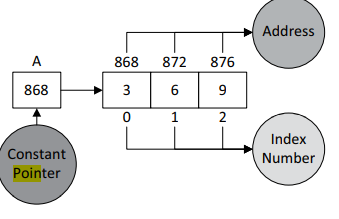 Address
A
868 872 876
868
3 6 9
0 1 2
Constant
Pointer
Index
Number